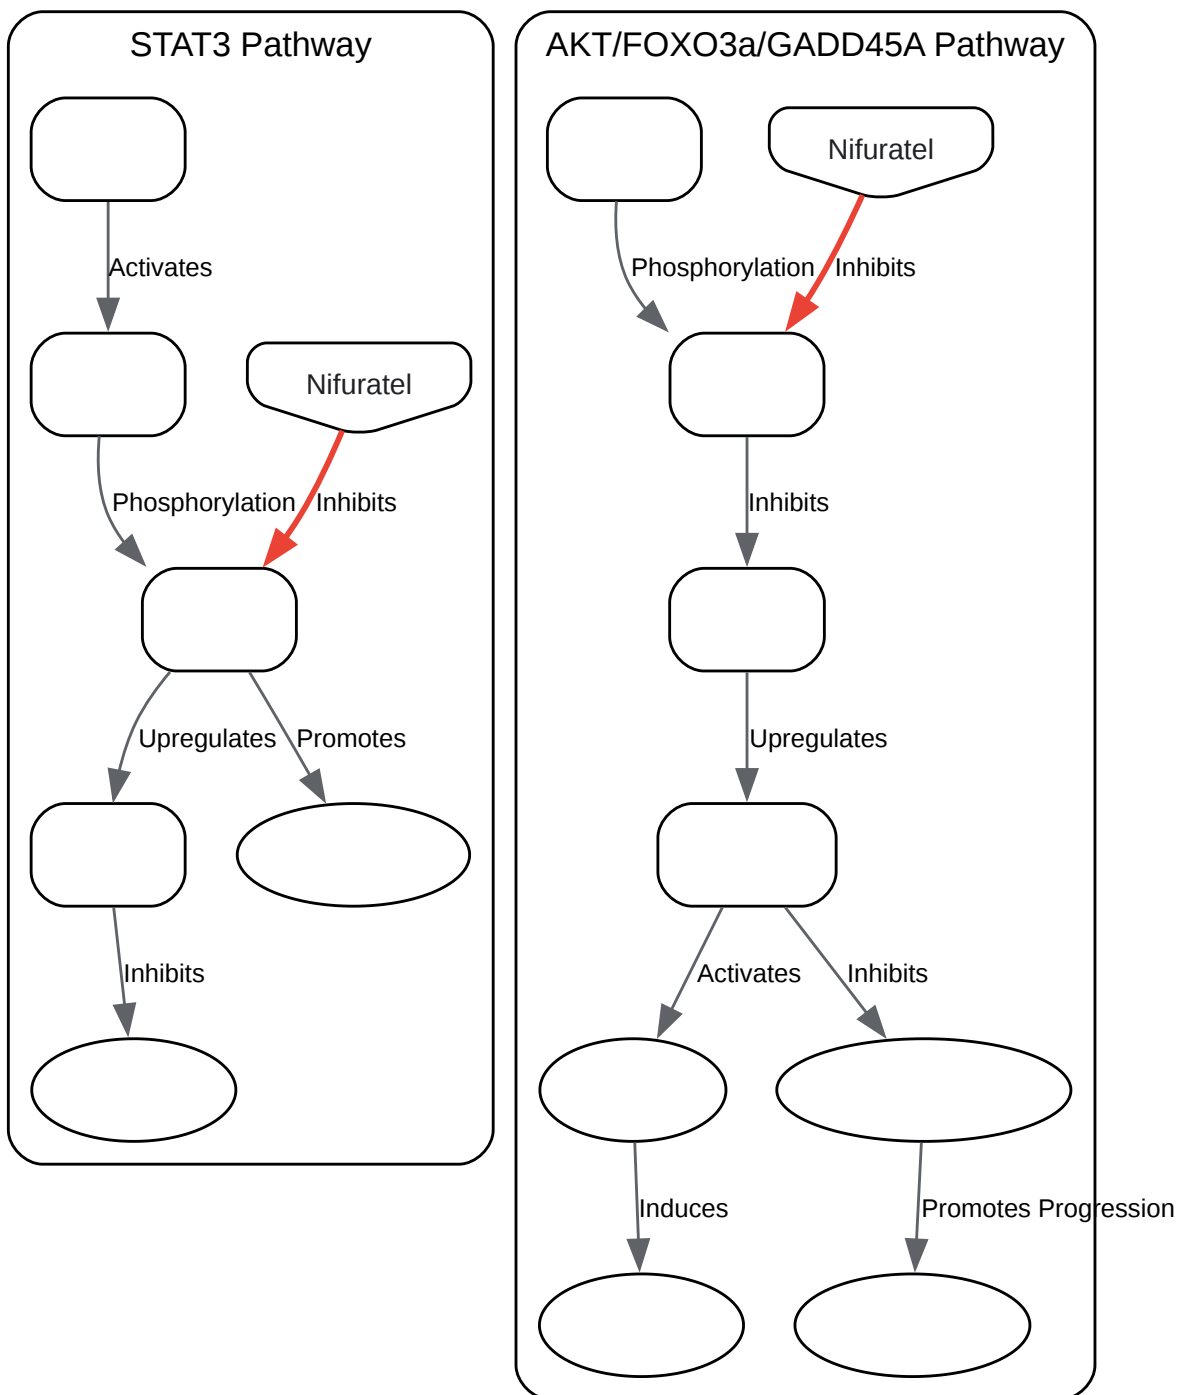 STAT3 Pathway
Activates
Nifuratel
Phosphorylation
Inhibits
Upregulates
Promotes
Inhibits
AKT/FOXO3a/GADD45A Pathway
Nifuratel
Phosphorylation
Inhibits
Inhibits
Upregulates
Activates
Inhibits
Induces
Promotes Progression